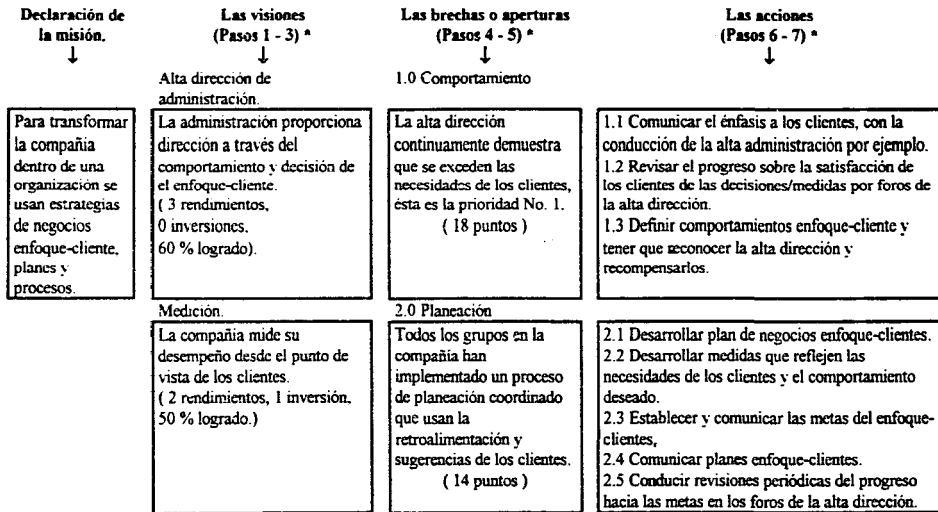 Declaración de
la misión.
↓
Las visiones
(Pasos 1 - 3) *
↓
Las brechas o aperturas
(Pasos 4 - 5) *
↓
Las acciones
(Pasos 6 - 7) *
↓
Alta dirección de
administración.
1.0 Comportamiento
Para transformar
la compañia
dentro de una
organización se
usan estrategias
de negocios
enfoque-cliente,
planes y
procesos.
La administración proporciona
dirección a través del
comportamiento y decisión de
el enfoque-cliente.
( 3 rendimientos,
0 inversiones,
60 % logrado).
La alta dirección
continuamente demuestra
que se exceden las
necesidades de los clientes,
ésta es la prioridad No. 1.
( 18 puntos )
1.1 Comunicar el énfasis a los clientes, con la
conducción de la alta administración por ejemplo.
1.2 Revisar el progreso sobre la satisfacción de
los clientes de las decisiones/medidas por foros de
la alta dirección.
1.3 Definir comportamientos enfoque-cliente y
tener que reconocer la alta dirección y
recompensarlos.
Medición.
2.0 Planeación
La compañia mide su
desempeño desde el punto de
vista de los clientes.
( 2 rendimientos, 1 inversión,
50 % logrado.)
Todos los grupos en la
compañia han
implementado un proceso
de planeación coordinado
que usan la
retroalimentación y
sugerencias de los clientes.
( 14 puntos )
2.1 Desarrollar plan de negocios enfoque-clientes.
2.2 Desarrollar medidas que reflejen las
necesidades de los clientes y el comportamiento
deseado.
2.3 Establecer y comunicar las metas del enfoque-
clientes,
2.4 Comunicar planes enfoque-clientes.
2.5 Conducir revisiones periódicas del progreso
hacia las metas en los foros de la alta dirección.